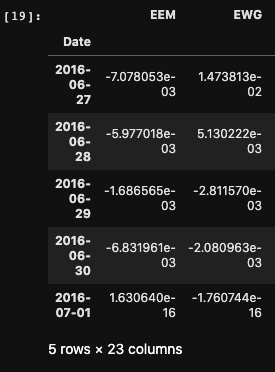 [19]:
EEM EWG
Date
2016-
06- -7.078053e- 1.473813e-
27 03 02
2016-
06- -5.977018e- 5.130222e-
28 03 03
2016-
06- -1.686565e- -2.811570e-
29 03 03
2016-
06- -6.831961e- -2.080963e-
30 03 03
2016- 1.630640e- -1.760744e-
07-01 16 16
5 rows × 23 columns